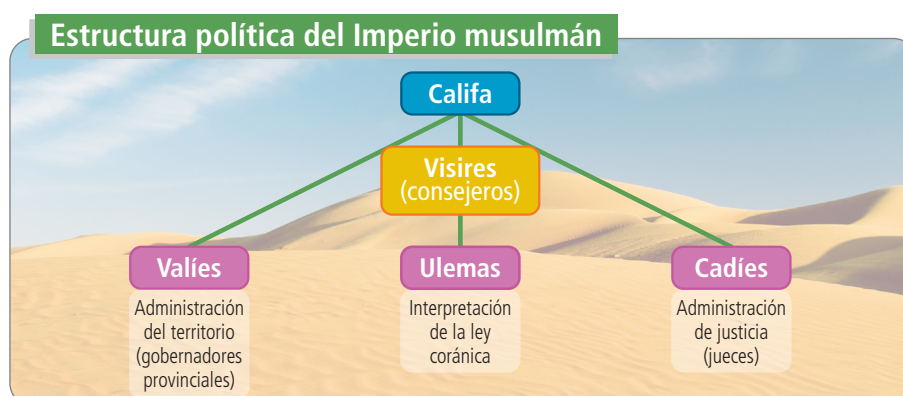 Estructura política del Imperio musulmán
Califa
Visires
(consejeros)
Valíes
Administración
del territorio
(gobernadores
provinciales)
Ulemas
Interpretación
de la ley
coránica
Cadíes
Administración
de justicia
(jueces)